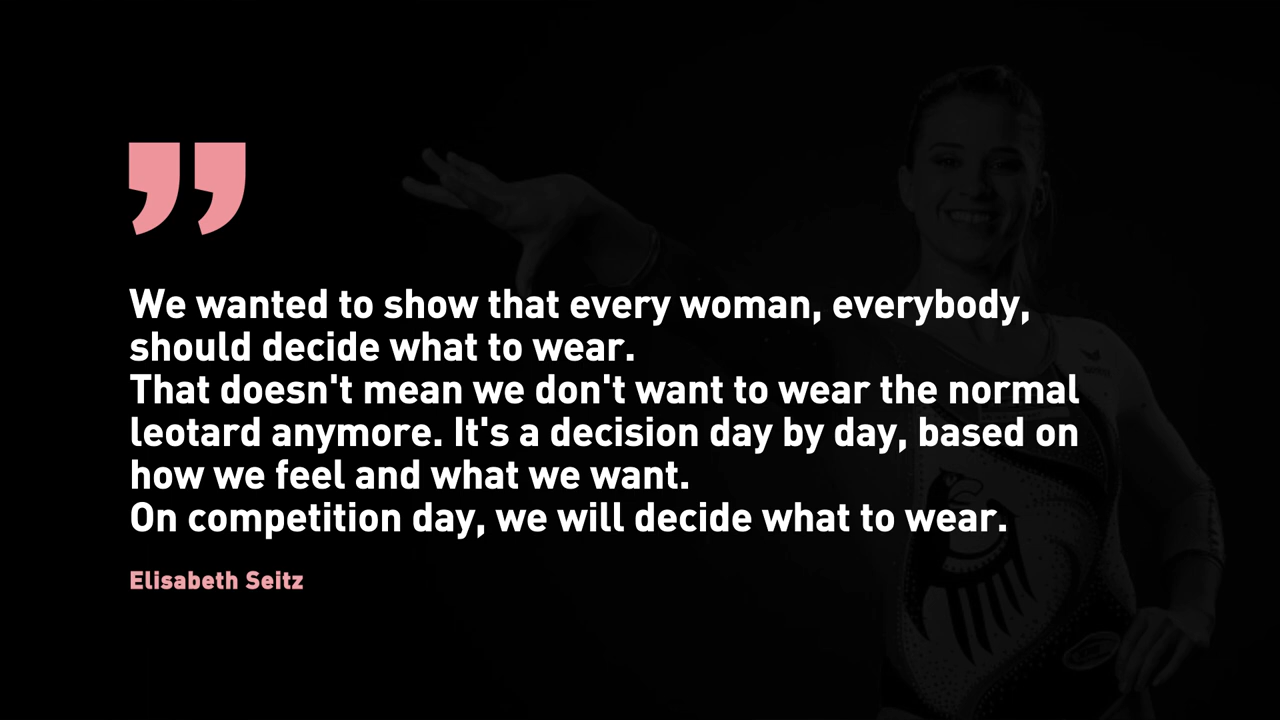 We wanted to show that every woman, everybody,
should decide what to wear.
That doesn't mean we don't want to wear the normal
leotard anymore. It's a decision day by day, based on
how we feel and what we want.
On competition day, we will decide what to wear.
Elisabeth Seitz